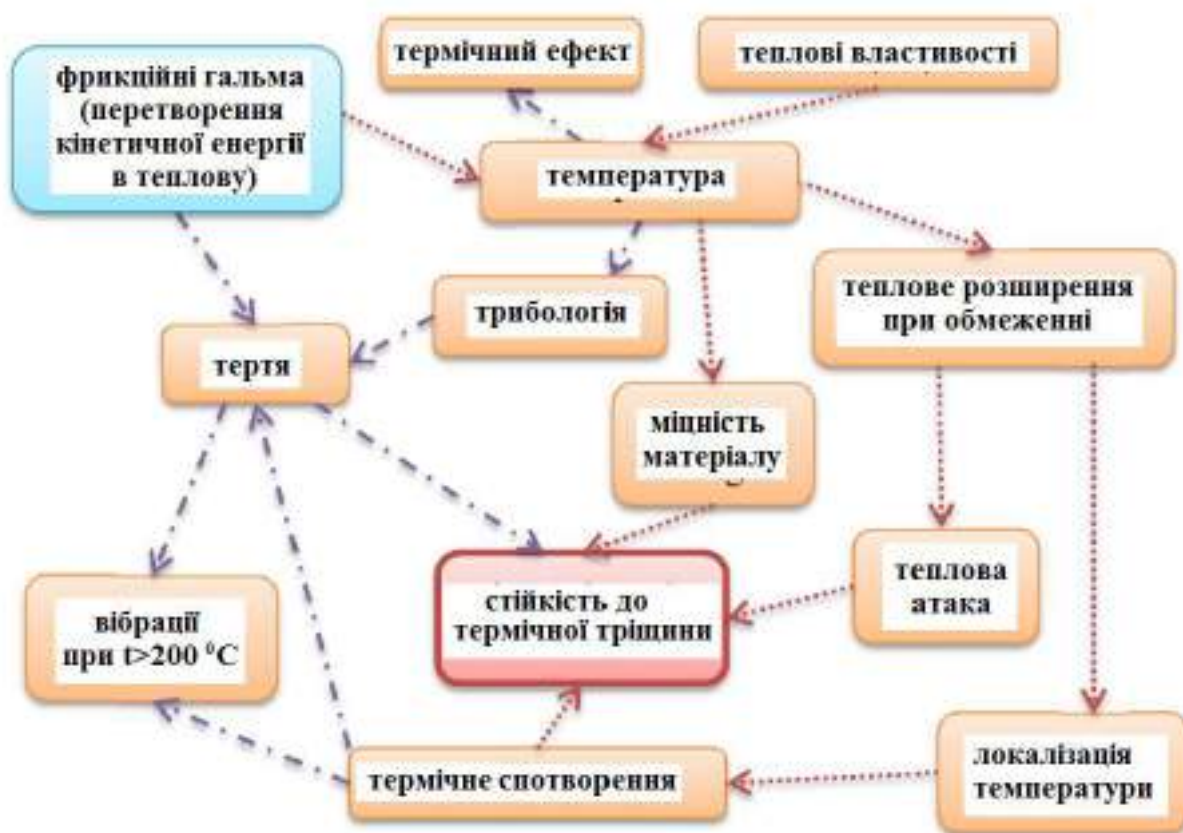 термічний ефект
теплові властивості
фрикційні гальма
(перетворення
кінетичної енергії
в теплову)
температура
теплове розширення
при обмеженні
трибологія
тертя
міцність
матеріалу
теплова
атака
стійкість до
термічної тріщини
вібрації
при t>200 ⁰C
термічне спотворення
локалізація
температури